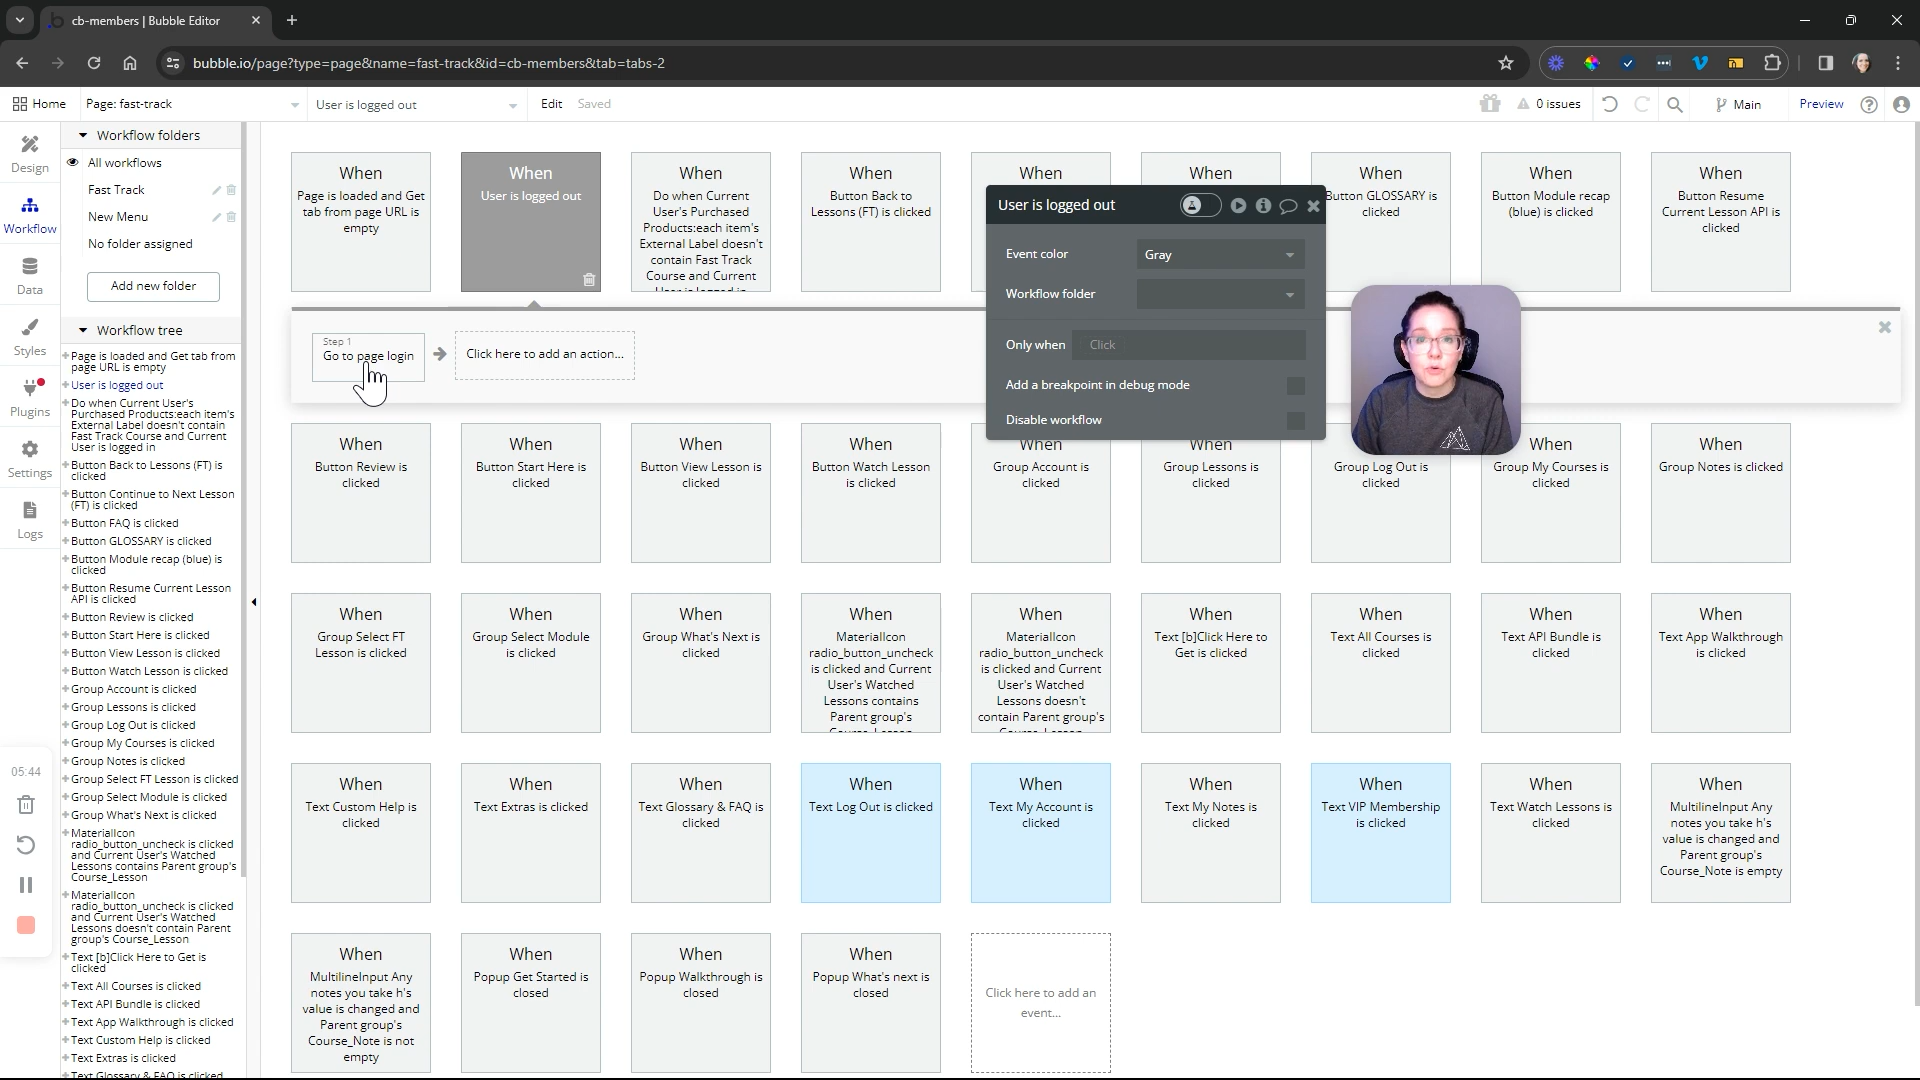 cb-members | Bubble Editor
bubble.io/page?type=page&name=fast-track&id=cb-members&tab=tabs-2
Home
Page: fast-track
User is logged out
Edit
Saved
0 issues
Main
Preview
Design
Workflow
Data
Styles
Plugins
Settings
Logs
05:44
Workflow folders
All workflows
Fast Track
New Menu
No folder assigned
Add new folder
Workflow tree
Page is loaded and Get tab from
page URL is empty
User is logged out
Do when Current User's
Purchased Products:each item's
External Label doesn't contain
Fast Track Course and Current
User is logged in
Button Back to Lessons (FT) is
clicked
Button Continue to Next Lesson
(FT) is clicked
Button FAQ is clicked
Button GLOSSARY is clicked
Button Module recap (blue) is
clicked
Button Resume Current Lesson
API is clicked
Button Review is clicked
Button Start Here is clicked
Button View Lesson is clicked
Button Watch Lesson is clicked
Group Account is clicked
Group Lessons is clicked
Group Log Out is clicked
Group My Courses is clicked
Group Notes is clicked
Group Select FT Lesson is clicked
Group Select Module is clicked
Group What's Next is clicked
MaterialIcon
radio_button_uncheck is clicked
and Current User's Watched
Lessons contains Parent group's
Course_Lesson
MaterialIcon
radio_button_uncheck is clicked
and Current User's Watched
Lessons doesn't contain Parent
group's Course_Lesson
Text [b]Click Here to Get is
clicked
Text All Courses is clicked
Text API Bundle is clicked
Text App Walkthrough is clicked
Text Custom Help is clicked
Text Extras is clicked
Text Glossary & FAQ is clicked
When
Page is loaded and Get
tab from page URL is
empty
When
User is logged out
When
Do when Current
User's Purchased
Products:each item's
External Label doesn't
contain Fast Track
Course and Current
User is logged in
When
Button Back to
Lessons (FT) is clicked
When
When
When
Button GLOSSARY is
clicked
When
Button Module recap
(blue) is clicked
When
Button Resume
Current Lesson API is
clicked
User is logged out
Event color
Gray
Workflow folder
Only when
Click
Add a breakpoint in debug mode
Disable workflow
Step 1
Go to page login
Click here to add an action...
When
Button Review is
clicked
When
Button Start Here is
clicked
When
Button View Lesson is
clicked
When
Button Watch Lesson
is clicked
When
Group Account is
clicked
When
Group Lessons is
clicked
Group Log Out is
clicked
When
Group My Courses is
clicked
When
Group Notes is clicked
When
Group Select FT
Lesson is clicked
When
Group Select Module
is clicked
When
Group What's Next is
clicked
When
MaterialIcon
radio_button_uncheck
is clicked and Current
User's Watched
Lessons contains
Parent group's
Course_Lesson
When
MaterialIcon
radio_button_uncheck
is clicked and Current
User's Watched
Lessons doesn't
contain Parent group's
Course_Lesson
When
Text [b]Click Here to
Get is clicked
When
Text All Courses is
clicked
When
Text API Bundle is
clicked
When
Text App Walkthrough
is clicked
When
Text Custom Help is
clicked
When
Text Extras is clicked
When
Text Glossary & FAQ is
clicked
When
Text Log Out is clicked
When
Text My Account is
clicked
When
Text My Notes is
clicked
When
Text VIP Membership
is clicked
When
Text Watch Lessons is
clicked
When
MultilineInput Any
notes you take h's
value is changed and
Parent group's
Course_Note is empty
When
MultilineInput Any
notes you take h's
value is changed and
Parent group's
Course_Note is not
empty
When
Popup Get Started is
closed
When
Popup Walkthrough is
closed
When
Popup What's next is
closed
Click here to add an
event...